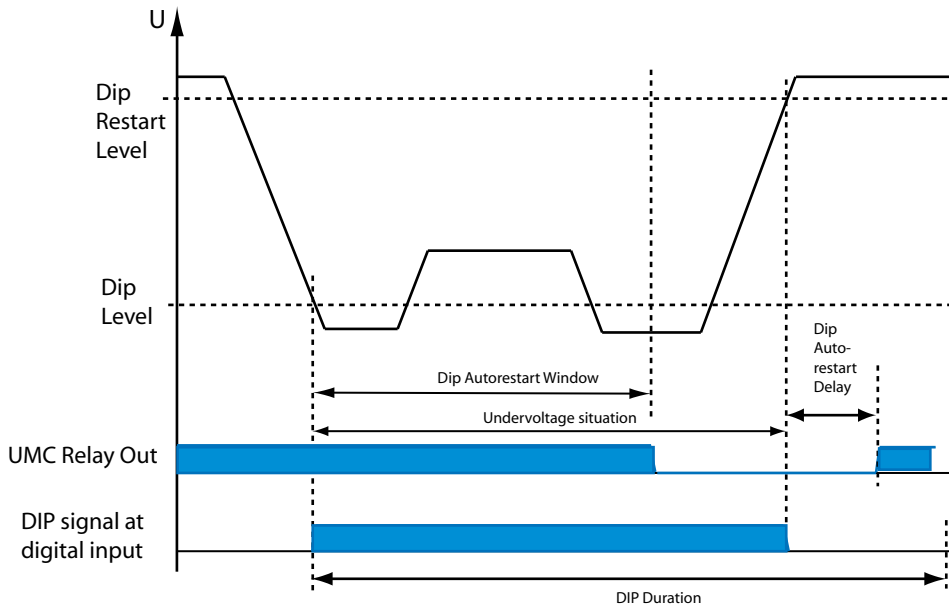 U
Dip
Restart
Level
Dip
Level
Dip
Auto-
restart
Delay
Dip Autorestart Window
Undervoltage situation
UMC Relay Out
DIP signal at
digital input
DIP Duration